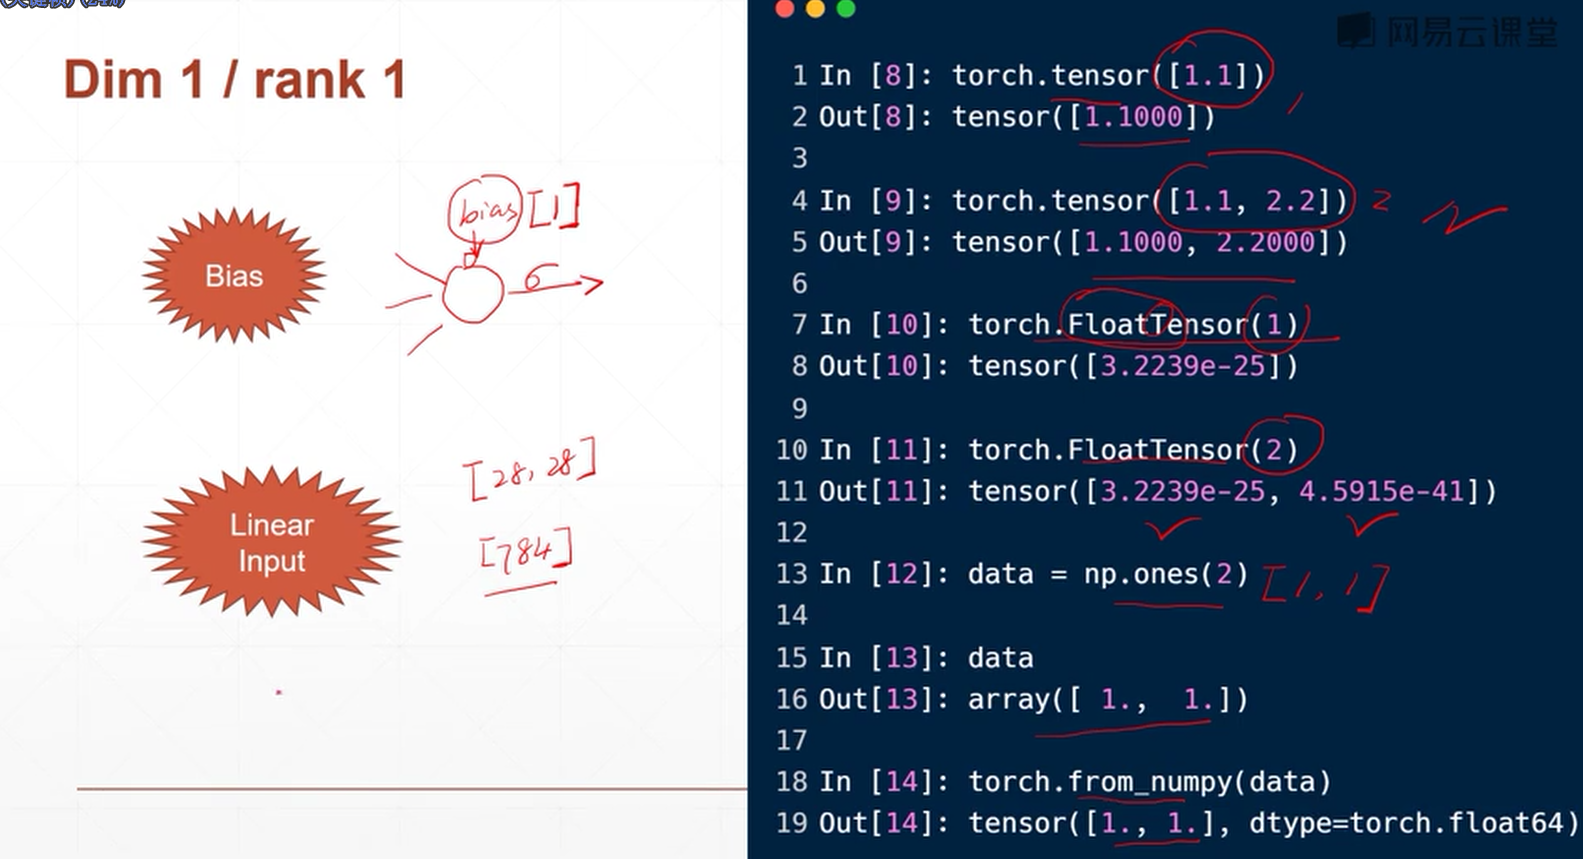 Dim 1 / rank 1
Bias
bias [1]
σ
Linear
Input
[28, 28]
[784]
网易云课堂
1 In [8]: torch.tensor([1.1])
2 Out[8]: tensor([1.1000])
3
4 In [9]: torch.tensor([1.1, 2.2]) 2
5 Out[9]: tensor([1.1000, 2.2000])
6
7 In [10]: torch.FloatTensor(1)
8 Out[10]: tensor([3.2239e-25])
9
10 In [11]: torch.FloatTensor(2)
11 Out[11]: tensor([3.2239e-25, 4.5915e-41])
12
13 In [12]: data = np.ones(2) [1, 1]
14
15 In [13]: data
16 Out[13]: array([ 1.,  1.])
17
18 In [14]: torch.from_numpy(data)
19 Out[14]: tensor([1., 1.], dtype=torch.float64)